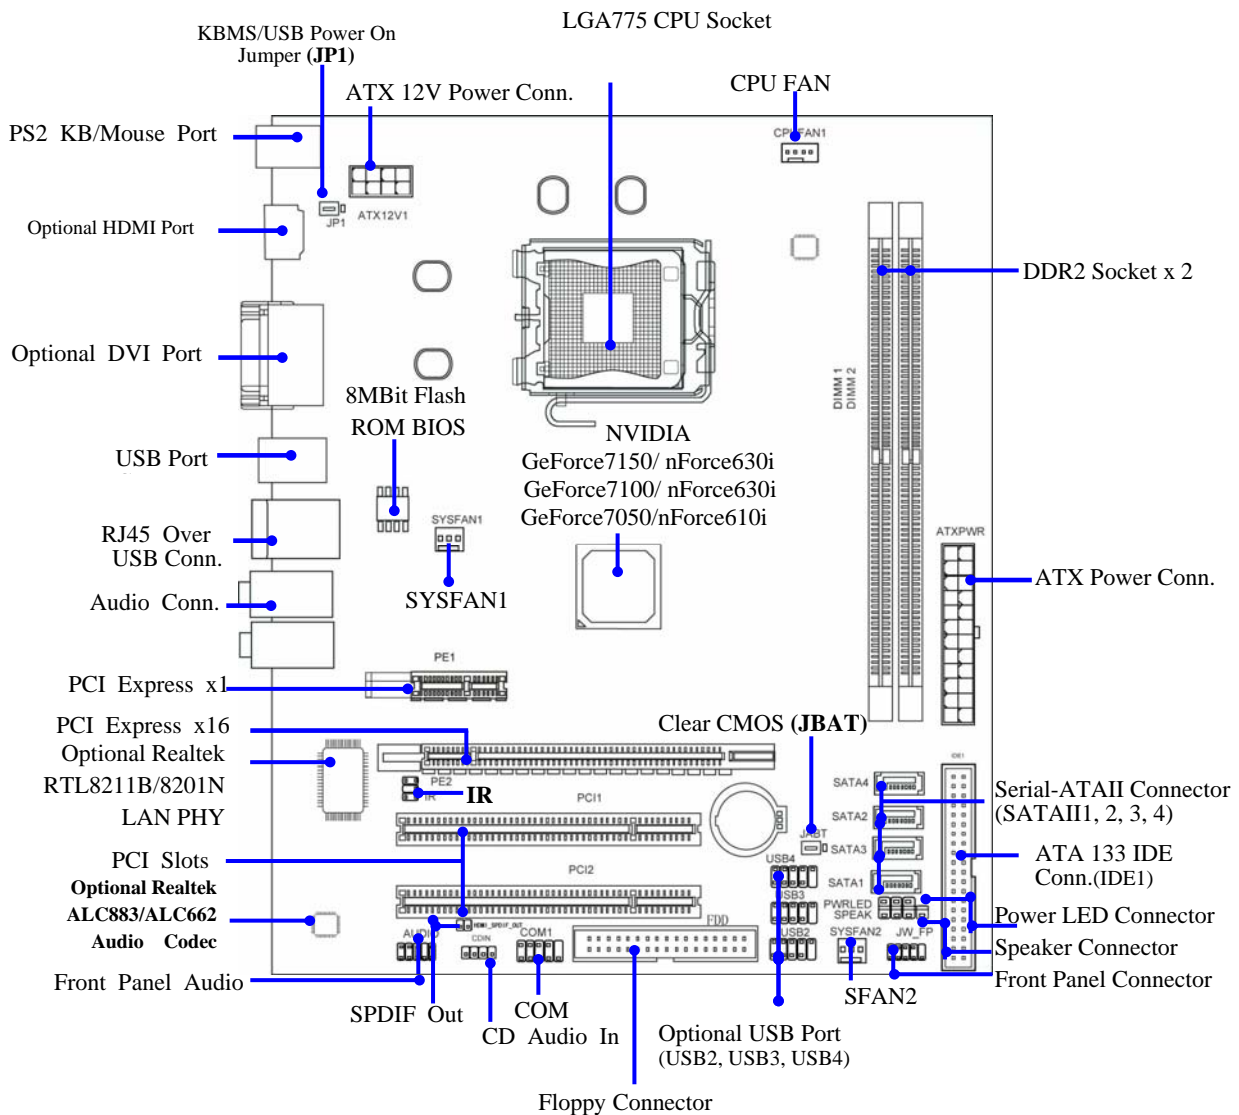 LGA775 CPU Socket
KBMS/USB Power On
Jumper (JP1)
ATX 12V Power Conn.
CPU FAN
PS2 KB/Mouse Port
CPUFAN1
JP1
ATX12V1
Optional HDMI Port
DDR2 Socket x 2
Optional DVI Port
DIMM 1
DIMM 2
8MBit Flash
ROM BIOS
NVIDIA
GeForce7150/ nForce630i
GeForce7100/ nForce630i
GeForce7050/nForce610i
USB Port
SYSFAN1
ATXPWR
RJ45 Over
USB Conn.
SYSFAN1
ATX Power Conn.
Audio Conn.
PE1
PCI Express x1
PCI Express x16
Clear CMOS (JBAT)
Optional Realtek
RTL8211B/8201N
LAN PHY
IDE1
PE2
IR
IR
PCI1
SATA4
SATA2
SATA3
SATA1
Serial-ATAII Connector
(SATAII1, 2, 3, 4)
JABT
ATA 133 IDE
Conn.(IDE1)
PCI Slots
PCI2
USB4
USB3
USB2
Optional Realtek
ALC883/ALC662
Audio Codec
PWRLED
SPEAK
Power LED Connector
HDMI_SPDIF_OUT
FDD
AUDIO
CDIN
COM1
SYSFAN2
JW_FP
Speaker Connector
Front Panel Audio
Front Panel Connector
SPDIF Out
COM
SFAN2
CD Audio In
Optional USB Port
(USB2, USB3, USB4)
Floppy Connector